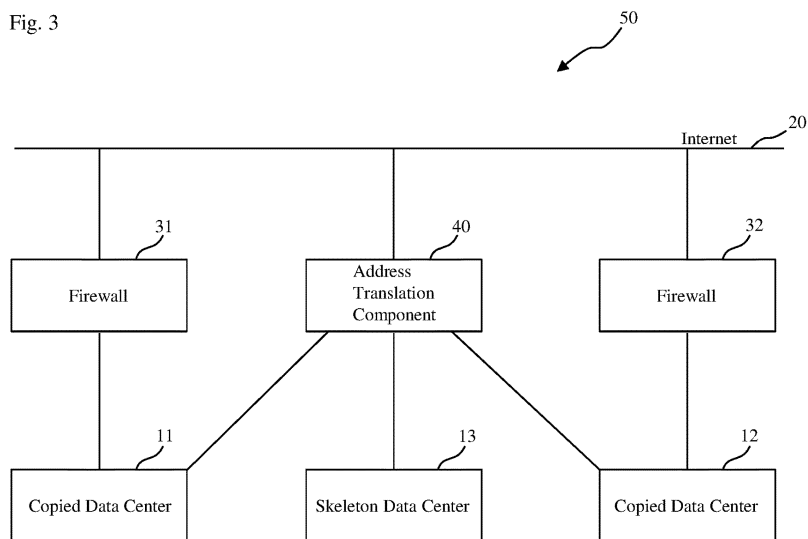 Fig. 3
50
Internet
20
31
40
32
Firewall
Address
Translation
Component
Firewall
11
13
12
Copied Data Center
Skeleton Data Center
Copied Data Center